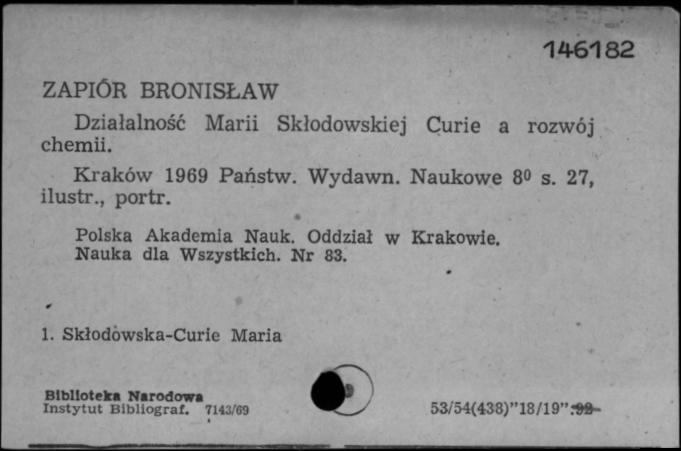 146182
ZAPIÓR BRONISŁAW
Działalność Marii Skłodowskiej Curie a rozwój
chemii.
Kraków 1969 Państw. Wydawn. Naukowe 8⁰ s. 27,
ilustr., portr.
Polska Akademia Nauk. Oddział w Krakowie.
Nauka dla Wszystkich. Nr 83.
1. Skłodowska-Curie Maria
Biblioteka Narodowa
Instytut Bibliograf. 7143/69
53/54(438)"18/19":92